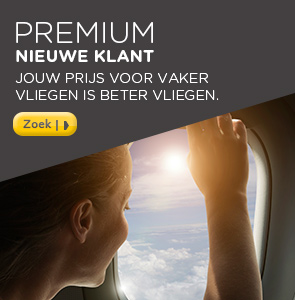 PREMIUM
NIEUWE KLANT
JOUW PRIJS VOOR VAKER
VLIEGEN IS BETER VLIEGEN.
Zoek |